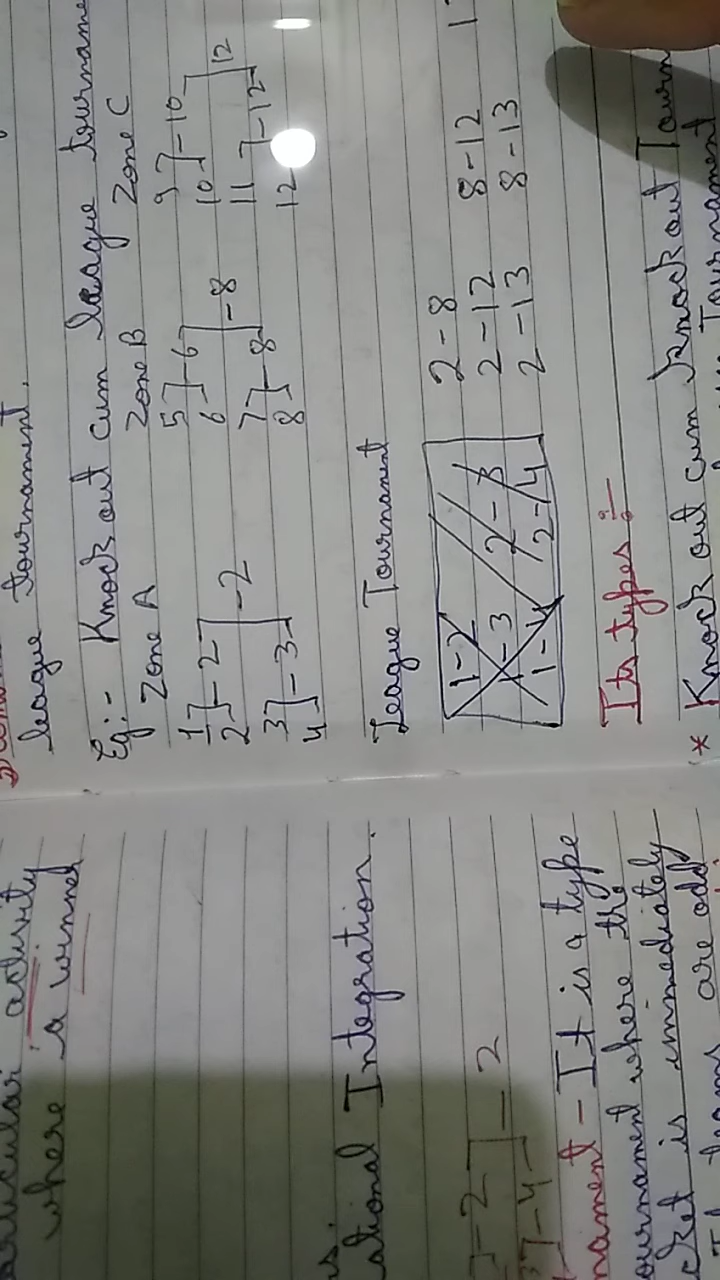 league tournament.
Eg:- Knock out cum league tourname
Zone A Zone B Zone C
1 ]-2 5 ]-6 9 ]-10
2 ]-2 6 ]-8 10 ] 12
3 ]-3 7 ]-8 11 ]-12
4 8 12
League Tournament
1-2 2-8 8-12
1-3 2-3 2-12 8-13
1-4 2-4 2-13
Its types :-
* Knock out cum Knock out Tourn
Tournament
activity
where a winner
ational Integration.
]-2 ]- 2
3 ]-4
nament - It is a type
ournament where the
cket is immediately
are odd